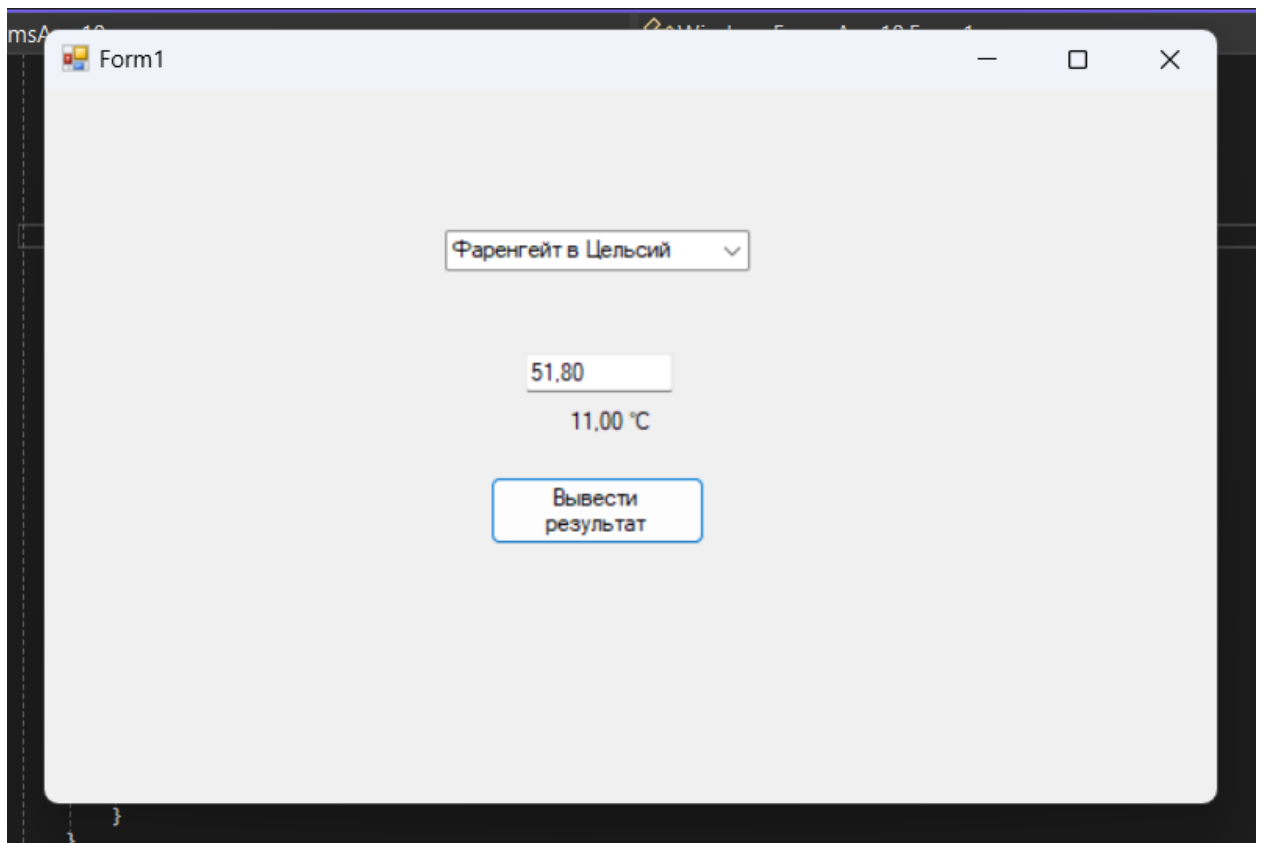 Form1
Фаренгейт в Цельсий
51,80
11,00 °C
Вывести
результат
}
}